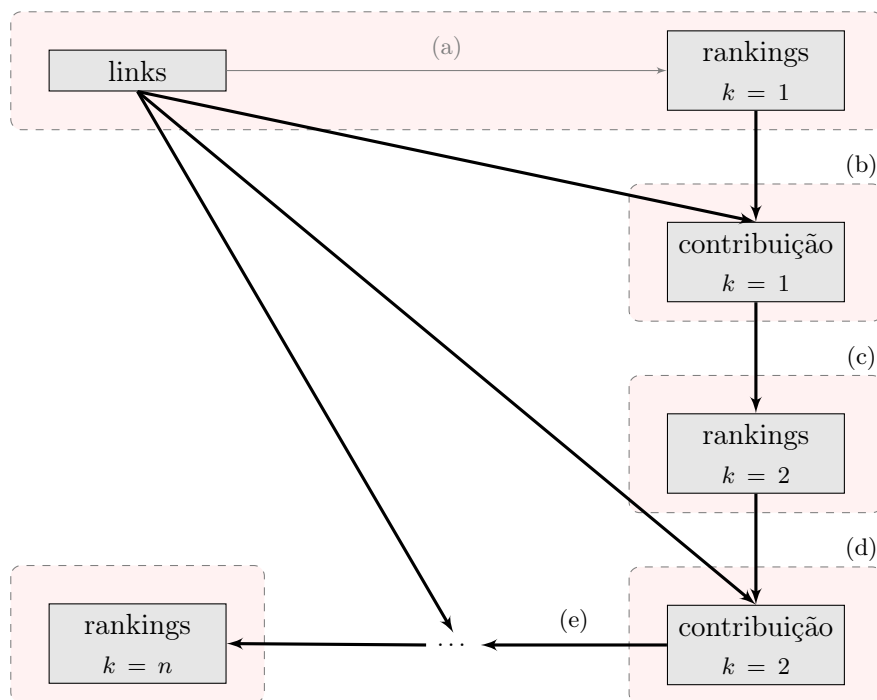 (a)
links
rankings
k = 1
(b)
contribuição
k = 1
(c)
rankings
k = 2
(d)
rankings
k = n
...
(e)
contribuição
k = 2